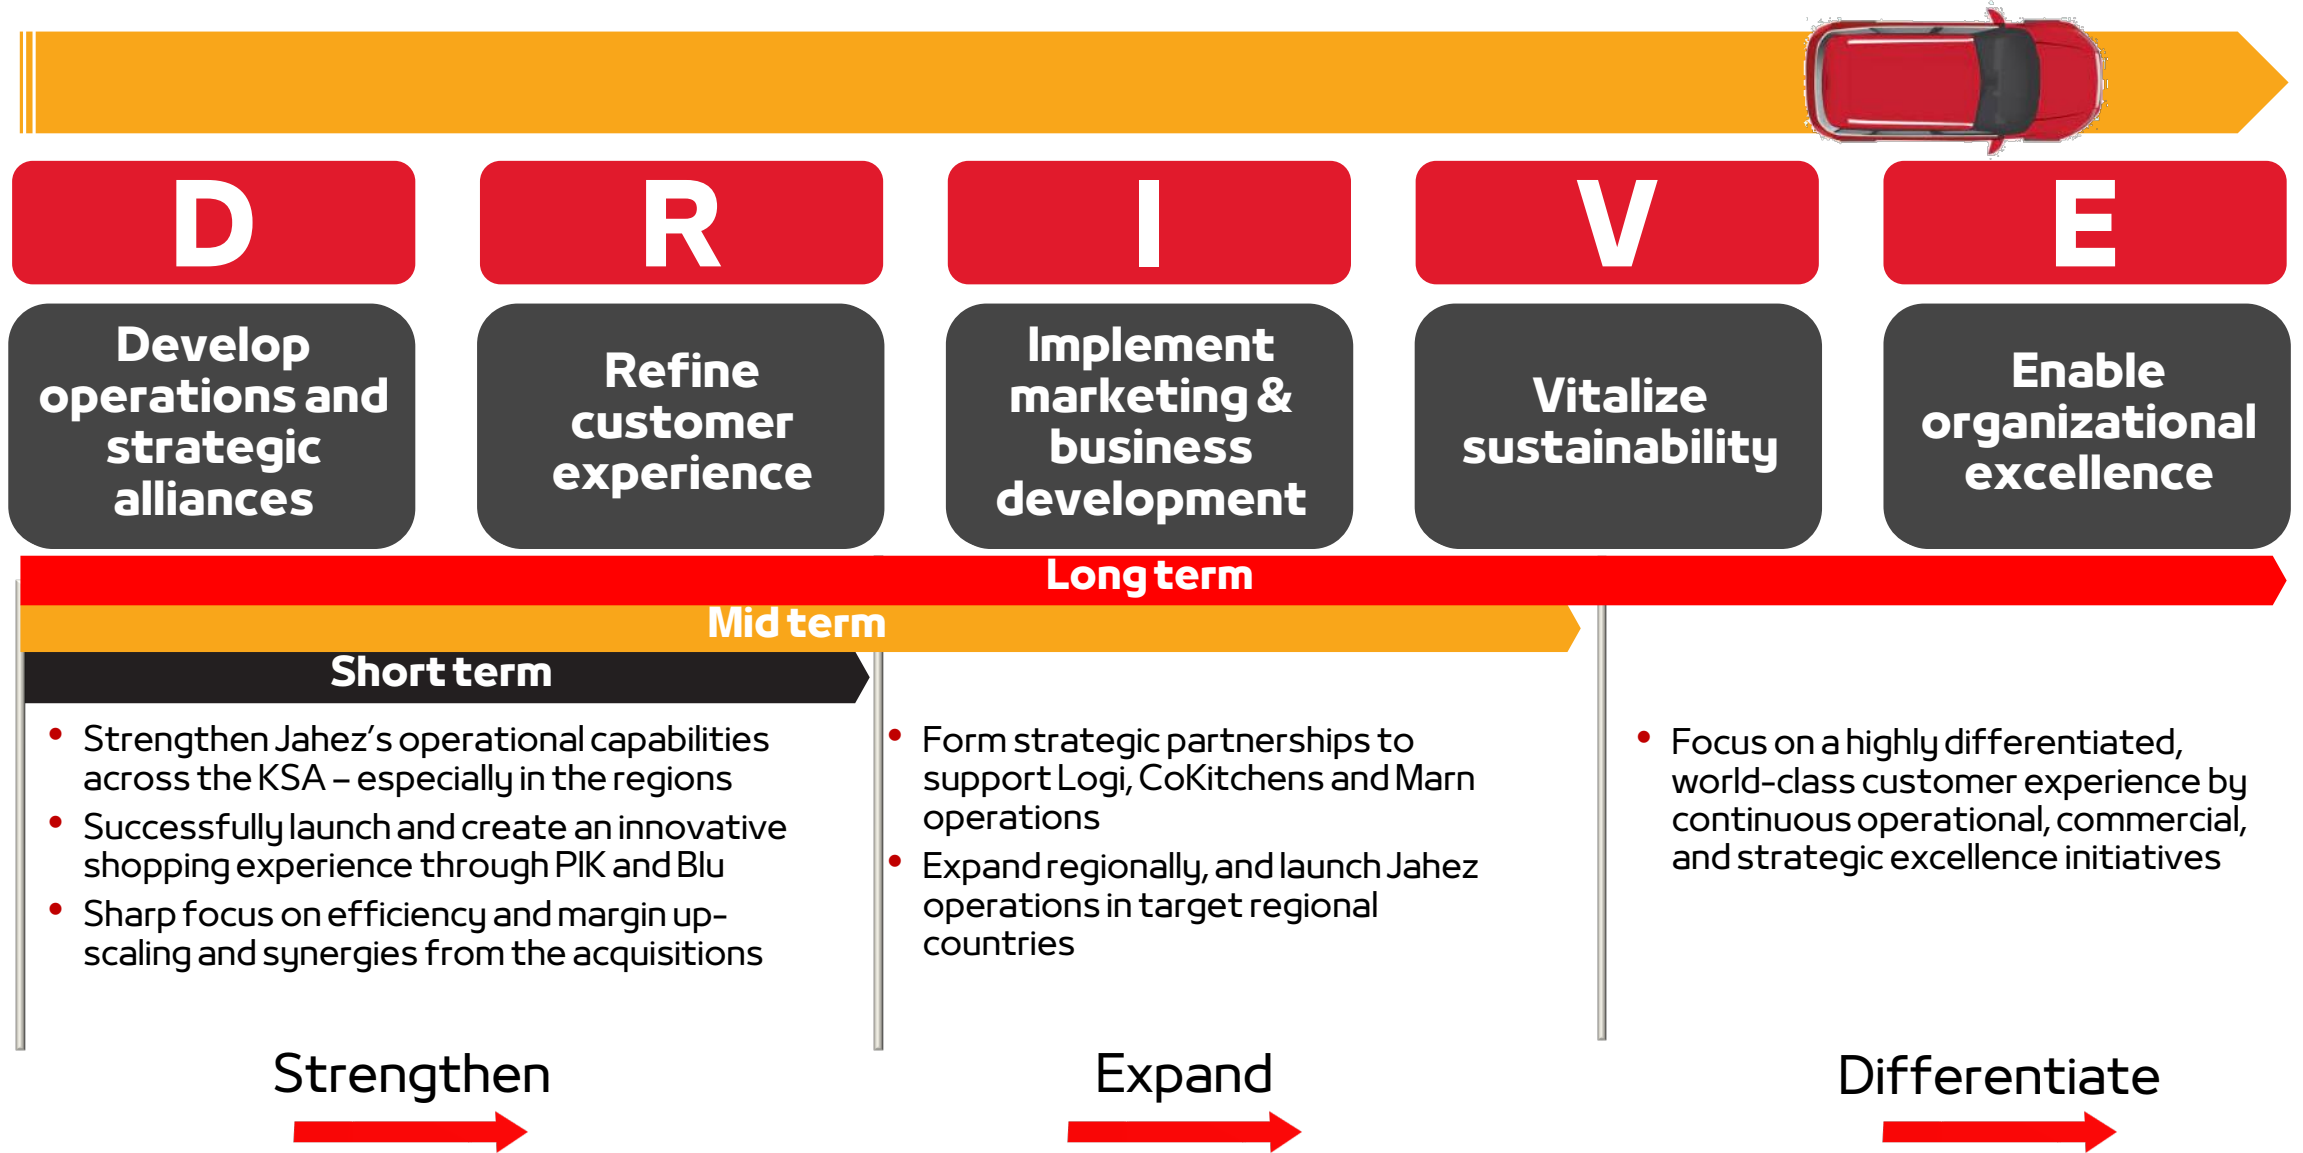 D
R
I
V
E
Develop
operations and
strategic
alliances
Refine
customer
experience
Implement
marketing &
business
development
Vitalize
sustainability
Enable
organizational
excellence
Long term
Mid term
Short term
• Strengthen Jahez’s operational capabilities
across the KSA – especially in the regions
• Successfully launch and create an innovative
shopping experience through PIK and Blu
• Sharp focus on efficiency and margin up-
scaling and synergies from the acquisitions
• Form strategic partnerships to
support Logi, CoKitchens and Marn
operations
• Expand regionally, and launch Jahez
operations in target regional
countries
• Focus on a highly differentiated,
world-class customer experience by
continuous operational, commercial,
and strategic excellence initiatives
Strengthen
Expand
Differentiate